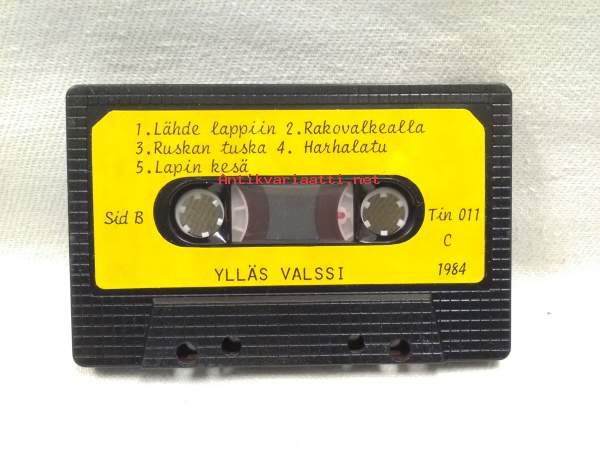 1.Lähde lappiin 2.Rakovalkealla
3.Ruskan tuska 4. Harhalatu
5.Lapin kesä
Antikvariaatti.net
Sid B
Tin 011
C
YLLÄS VALSSI
1984